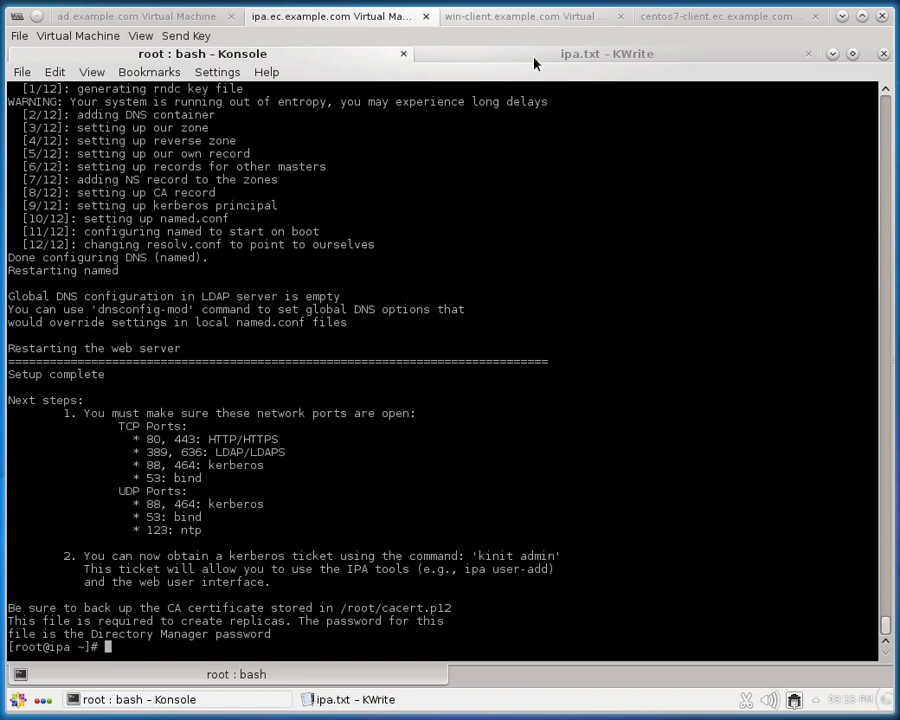 ad.example.com Virtual Machine
ipa.ec.example.com Virtual Ma...
win-client.example.com Virtual ...
centos7-client.ec.example.com...
File Virtual Machine View Send Key
root : bash – Konsole
ipa.txt – KWrite
File Edit View Bookmarks Settings Help
[1/12]: generating rndc key file
WARNING: Your system is running out of entropy, you may experience long delays
[2/12]: adding DNS container
[3/12]: setting up our zone
[4/12]: setting up reverse zone
[5/12]: setting up our own record
[6/12]: setting up records for other masters
[7/12]: adding NS record to the zones
[8/12]: setting up CA record
[9/12]: setting up kerberos principal
[10/12]: setting up named.conf
[11/12]: configuring named to start on boot
[12/12]: changing resolv.conf to point to ourselves
Done configuring DNS (named).
Restarting named
Global DNS configuration in LDAP server is empty
You can use 'dnsconfig-mod' command to set global DNS options that
would override settings in local named.conf files
Restarting the web server
==============================================================================
Setup complete
Next steps:
1. You must make sure these network ports are open:
TCP Ports:
* 80, 443: HTTP/HTTPS
* 389, 636: LDAP/LDAPS
* 88, 464: kerberos
* 53: bind
UDP Ports:
* 88, 464: kerberos
* 53: bind
* 123: ntp
2. You can now obtain a kerberos ticket using the command: 'kinit admin'
This ticket will allow you to use the IPA tools (e.g., ipa user-add)
and the web user interface.
Be sure to back up the CA certificate stored in /root/cacert.p12
This file is required to create replicas. The password for this
file is the Directory Manager password
[root@ipa ~]#
root : bash
root : bash – Konsole
ipa.txt – KWrite
03:15 PM